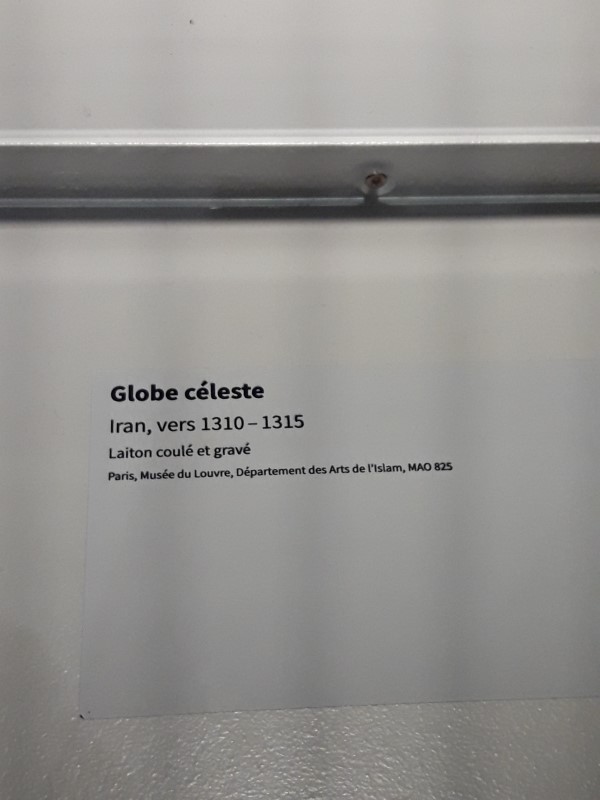 Globe céleste
Iran, vers 1310 – 1315
Laiton coulé et gravé
Paris, Musée du Louvre, Département des Arts de l'Islam, MAO 825